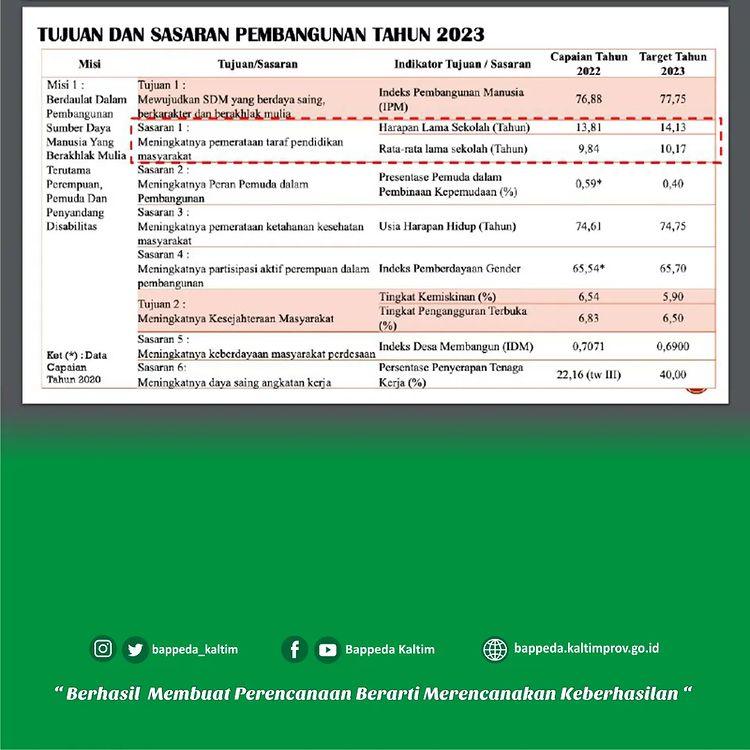 TUJUAN DAN SASARAN PEMBANGUNAN TAHUN 2023
Misi
Tujuan/Sasaran
Indikator Tujuan / Sasaran
Capaian Tahun
2022
Target Tahun
2023
Misi 1 :
Berdaulat Dalam
Pembangunan
Sumber Daya
Manusia Yang
Berakhlak Mulia
Terutama
Perempuan,
Pemuda Dan
Penyandang
Disabilitas
Tujuan 1 :
Mewujudkan SDM yang berdaya saing,
berkarakter dan berakhlak mulia
Indeks Pembangunan Manusia
(IPM)
76,88
77,75
Sasaran 1 :
Meningkatnya pemerataan taraf pendidikan
masyarakat
Harapan Lama Sekolah (Tahun)
13,81
14,13
Rata-rata lama sekolah (Tahun)
9,84
10,17
Sasaran 2 :
Meningkatnya Peran Pemuda dalam
Pembangunan
Presentase Pemuda dalam
Pembinaan Kepemudaan (%)
0,59*
0,40
Sasaran 3 :
Meningkatnya pemerataan ketahanan kesehatan
masyarakat
Usia Harapan Hidup (Tahun)
74,61
74,75
Sasaran 4 :
Meningkatnya partisipasi aktif perempuan dalam
pembangunan
Indeks Pemberdayaan Gender
65,54*
65,70
Tujuan 2 :
Meningkatnya Kesejahteraan Masyarakat
Tingkat Kemiskinan (%)
6,54
5,90
Tingkat Pengangguran Terbuka
(%)
6,83
6,50
Sasaran 5 :
Meningkatnya keberdayaan masyarakat perdesaan
Indeks Desa Membangun (IDM)
0,7071
0,6900
Sasaran 6:
Meningkatnya daya saing angkatan kerja
Persentase Penyerapan Tenaga
Kerja (%)
22,16 (tw III)
40,00
Ket (*) : Data
Capaian
Tahun 2020
bappeda_kaltim
Bappeda Kaltim
bappeda.kaltimprov.go.id
“ Berhasil Membuat Perencanaan Berarti Merencanakan Keberhasilan “